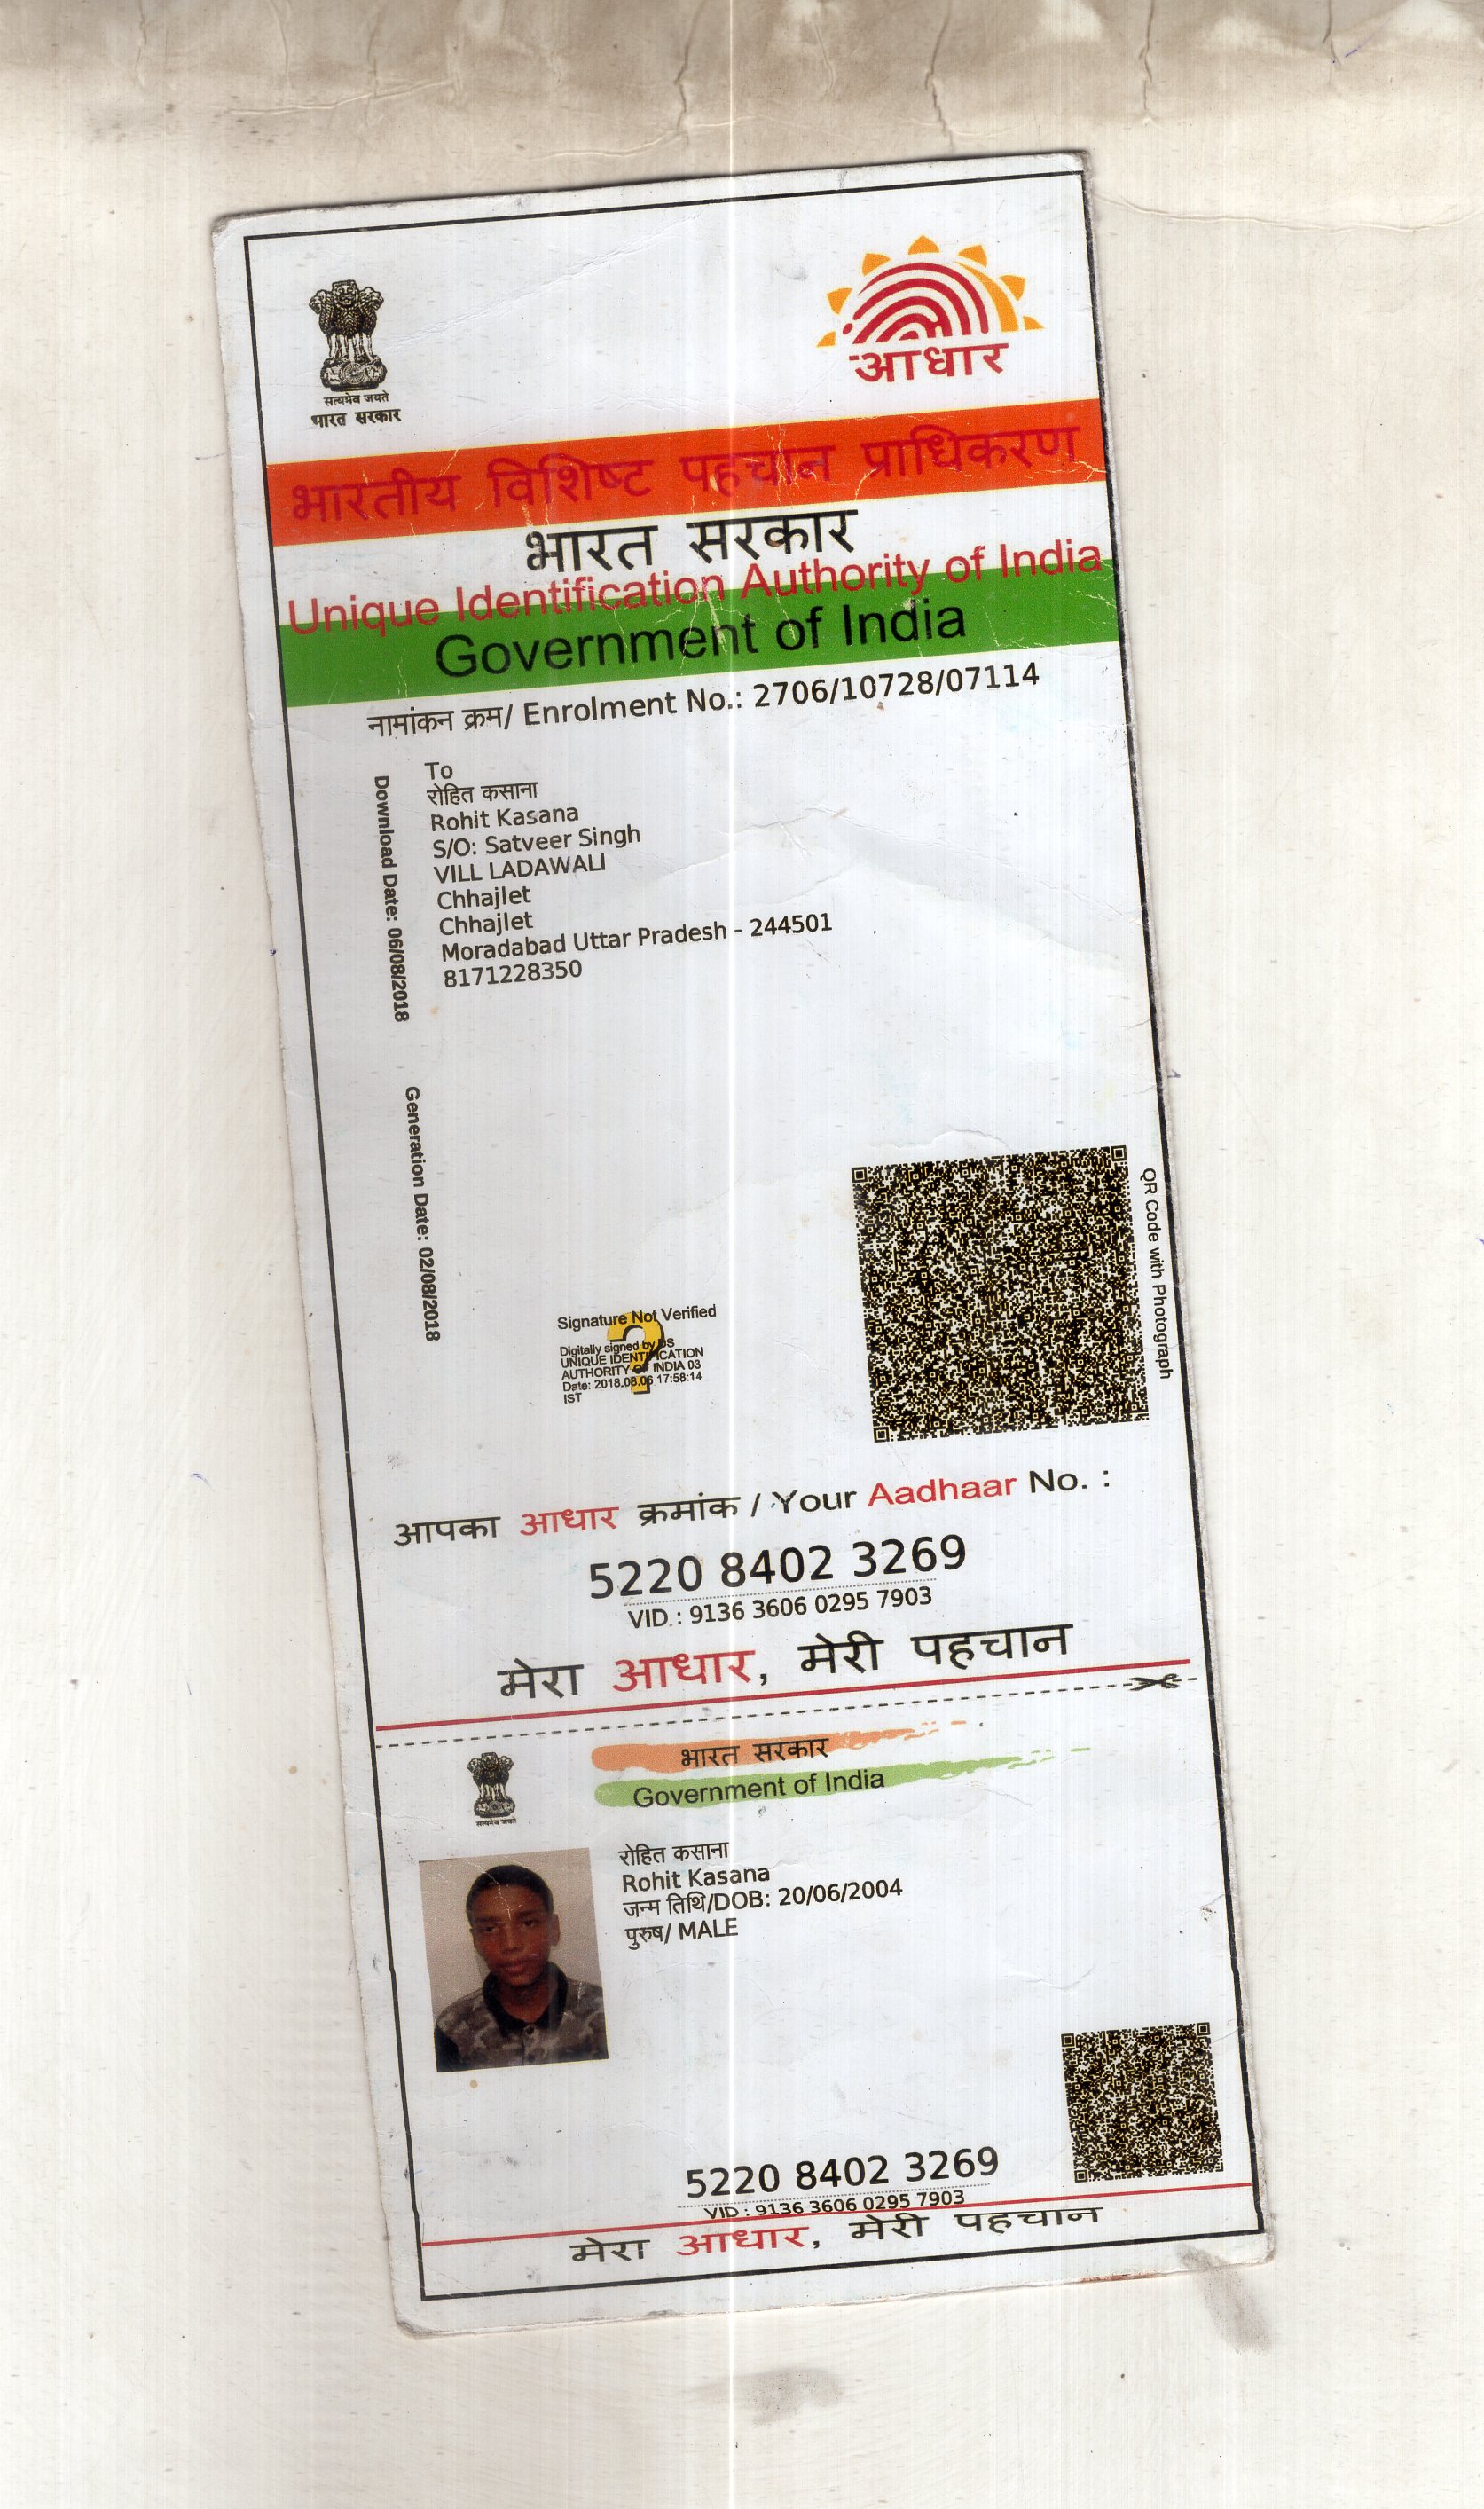 सत्यमेव जयते
भारत सरकार
आधार
भारतीय विशिष्ट पहचान प्राधिकरण
भारत सरकार
Unique Identification Authority of India
Government of India
नामांकन क्रम/ Enrolment No.: 2706/10728/07114
To
रोहित कसाना
Rohit Kasana
S/O: Satveer Singh
VILL LADAWALI
Chhajlet
Chhajlet
Moradabad Uttar Pradesh - 244501
8171228350
Download Date: 06/08/2018
Generation Date: 02/08/2018
QR Code with Photograph
Signature Not Verified
Digitally signed by DS
UNIQUE IDENTIFICATION
AUTHORITY OF INDIA 03
Date: 2018.08.06 17:58:14
IST
आपका आधार क्रमांक / Your Aadhaar No. :
5220 8402 3269
VID : 9136 3606 0295 7903
मेरा आधार, मेरी पहचान
भारत सरकार
Government of India
सत्यमेव जयते
रोहित कसाना
Rohit Kasana
जन्म तिथि/DOB: 20/06/2004
पुरुष/ MALE
5220 8402 3269
VID : 9136 3606 0295 7903
मेरा आधार, मेरी पहचान